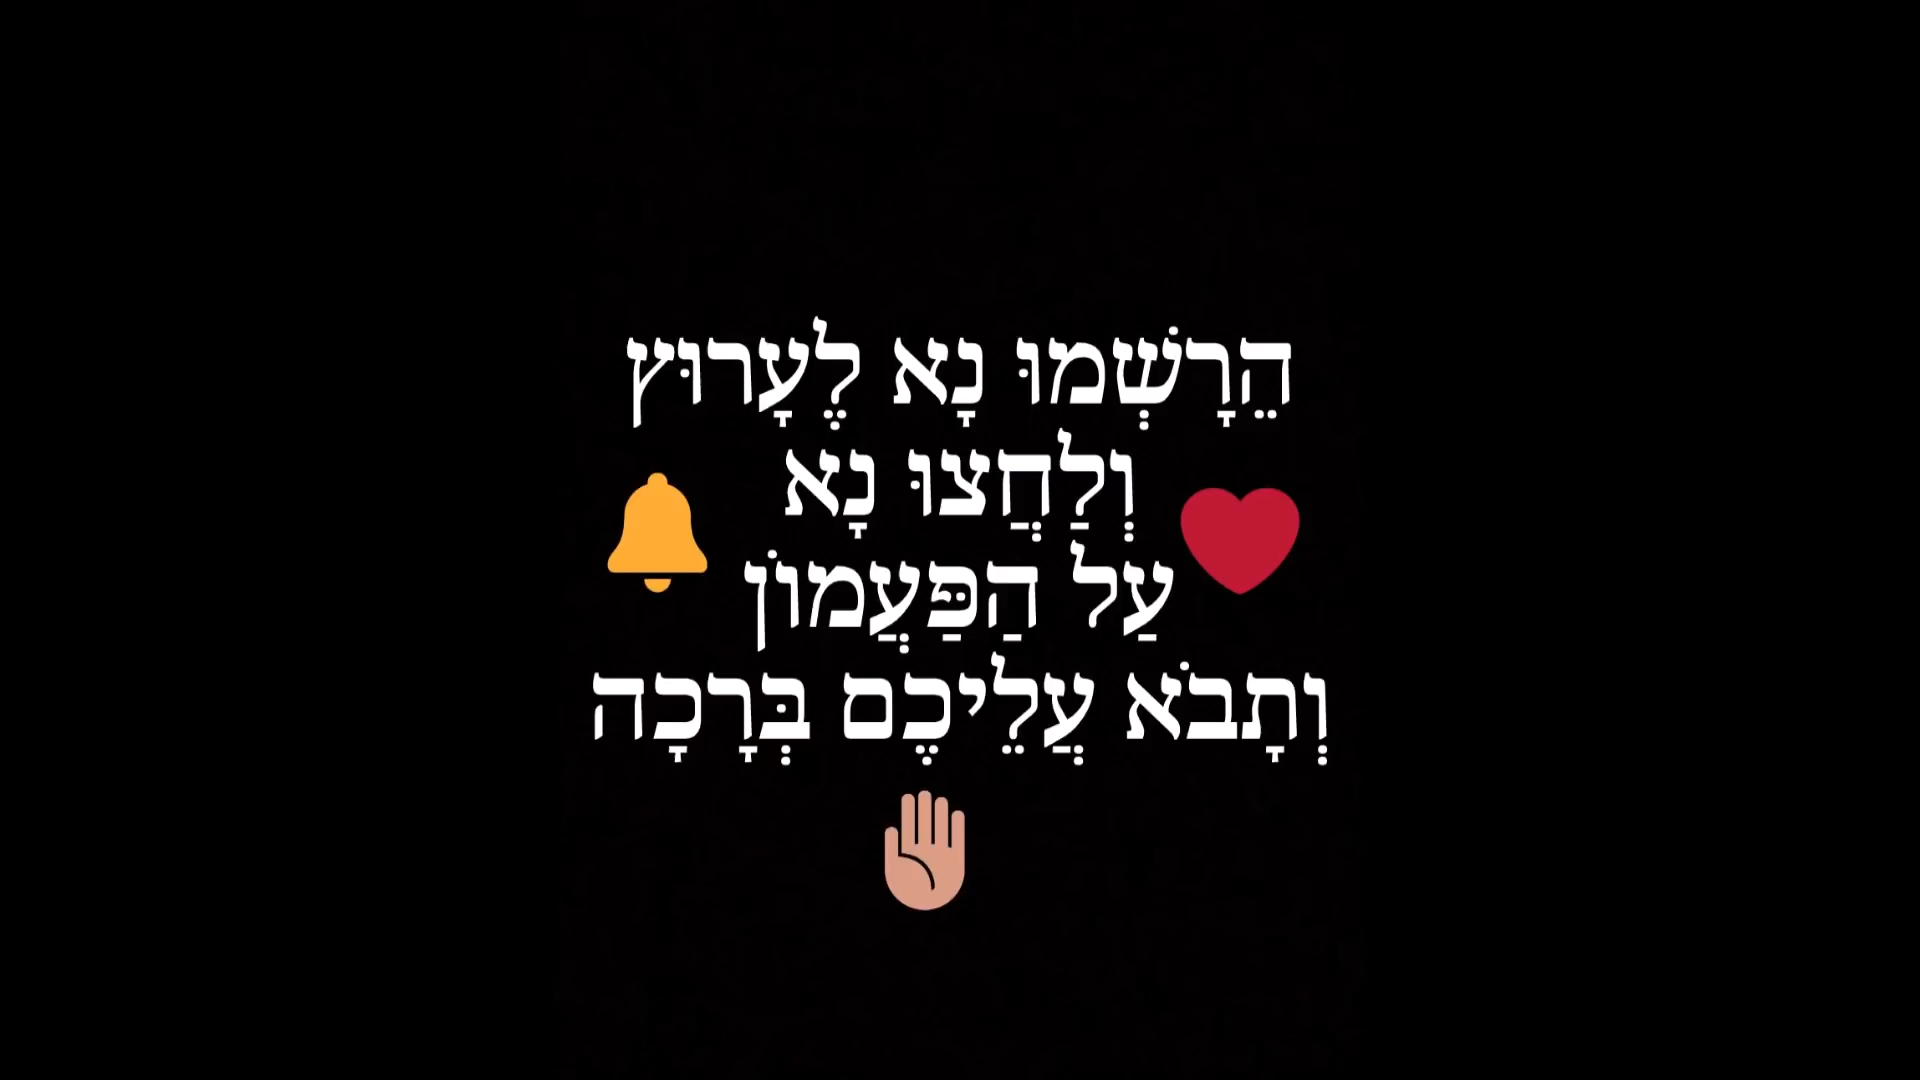 הֵרָשְׁמוּ נָא לֶעָרוּץ
וְלַחֲצוּ נָא
עַל הַפַּעֲמוֹן
וְתָבֹא עֲלֵיכֶם בְּרָכָה